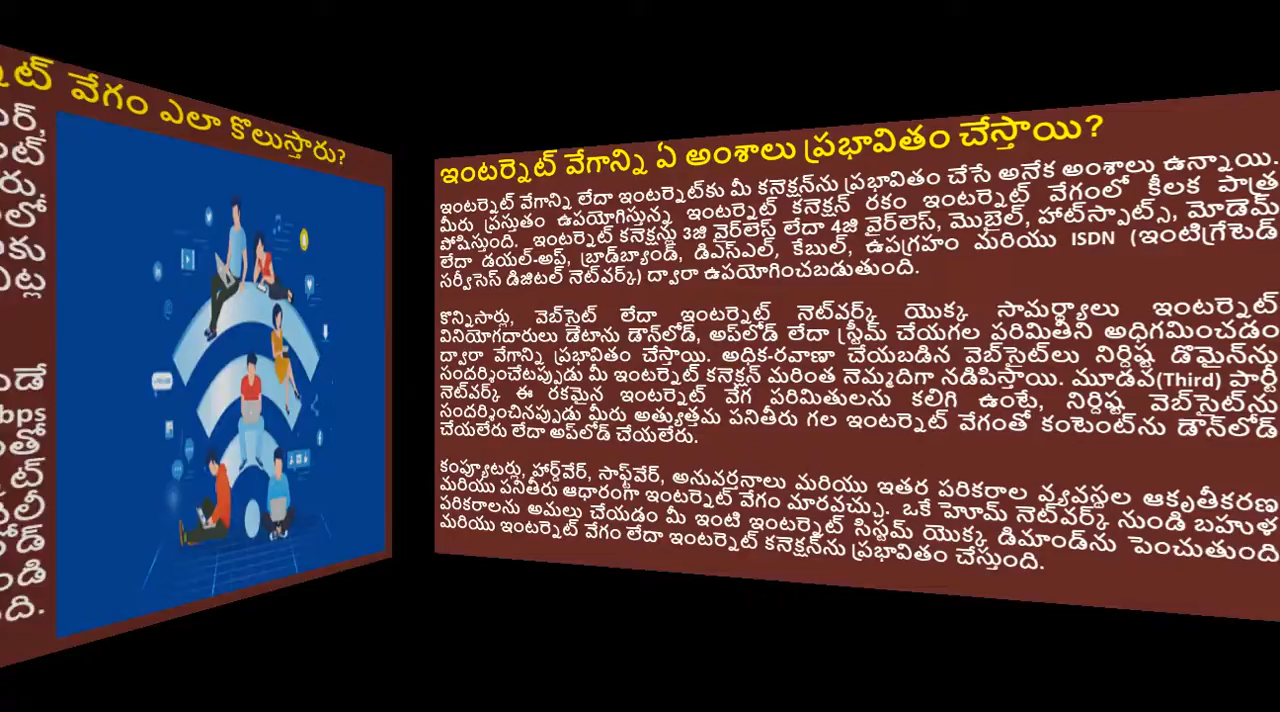 వేగం ఎలా కొలుస్తారు?
bps
ఇంటర్నెట్ వేగాన్ని ఏ అంశాలు ప్రభావితం చేస్తాయి?
ఇంటర్నెట్ వేగాన్ని లేదా ఇంటర్నెట్‌కు మీ కనెక్షన్‌ను ప్రభావితం చేసే అనేక అంశాలు ఉన్నాయి.
మీరు ప్రస్తుతం ఉపయోగిస్తున్న ఇంటర్నెట్ కనెక్షన్ రకం ఇంటర్నెట్ వేగంలో కీలక పాత్ర
పోషిస్తుంది. ఇంటర్నెట్ కనెక్షను 3జి వైర్‌లెస్ లేదా 4జి వైర్‌లెస్, మొబైల్, హాట్‌స్పాట్స్, మోడెమ్
లేదా డయల్-అప్, బ్రాడ్‌బ్యాండ్, డిఎస్ఎల్, కేబుల్, ఉపగ్రహం మరియు ISDN (ఇంటిగ్రేటెడ్
సర్వీసెస్ డిజిటల్ నెట్‌వర్క్) ద్వారా ఉపయోగించబడుతుంది.
కొన్నిసార్లు, వెబ్‌సైట్ లేదా ఇంటర్నెట్ నెట్‌వర్క్ యొక్క సామర్థ్యాలు ఇంటర్నెట్
వినియోగదారులు డేటాను డౌన్‌లోడ్, అప్‌లోడ్ లేదా స్ట్రీమ్ చేయగల పరిమితిని అధిగమించడం
ద్వారా వేగాన్ని ప్రభావితం చేస్తాయి. అధిక-రవాణా చేయబడిన వెబ్‌సైట్‌లు నిర్దిష్ట డొమైన్‌ను
సందర్శించేటప్పుడు మీ ఇంటర్నెట్ కనెక్షన్ మరింత నెమ్మదిగా నడిపిస్తాయి. మూడవ(Third) పార్టీ
నెట్‌వర్క్ ఈ రకమైన ఇంటర్నెట్ వేగ పరిమితులను కలిగి ఉంటే, నిర్దిష్ట వెబ్‌సైట్‌ను
సందర్శించినప్పుడు మీరు అత్యుత్తమ పనితీరు గల ఇంటర్నెట్ వేగంతో కంటెంట్‌ను డౌన్‌లోడ్
చేయలేరు లేదా అప్‌లోడ్ చేయలేరు.
కంప్యూటర్లు, హార్డ్‌వేర్, సాఫ్ట్‌వేర్, అనువర్తనాలు మరియు ఇతర పరికరాల వ్యవస్థల ఆకృతీకరణ
మరియు పనితీరు ఆధారంగా ఇంటర్నెట్ వేగం మారవచ్చు. ఒకే హెూమ్ నెట్‌వర్క్ నుండి బహుళ
పరికరాలను అమలు చేయడం మీ ఇంటి ఇంటర్నెట్ సిస్టమ్ యొక్క డిమాండ్‌ను పెంచుతుంది
మరియు ఇంటర్నెట్ వేగం లేదా ఇంటర్నెట్ కనెక్షన్‌ను ప్రభావితం చేస్తుంది.